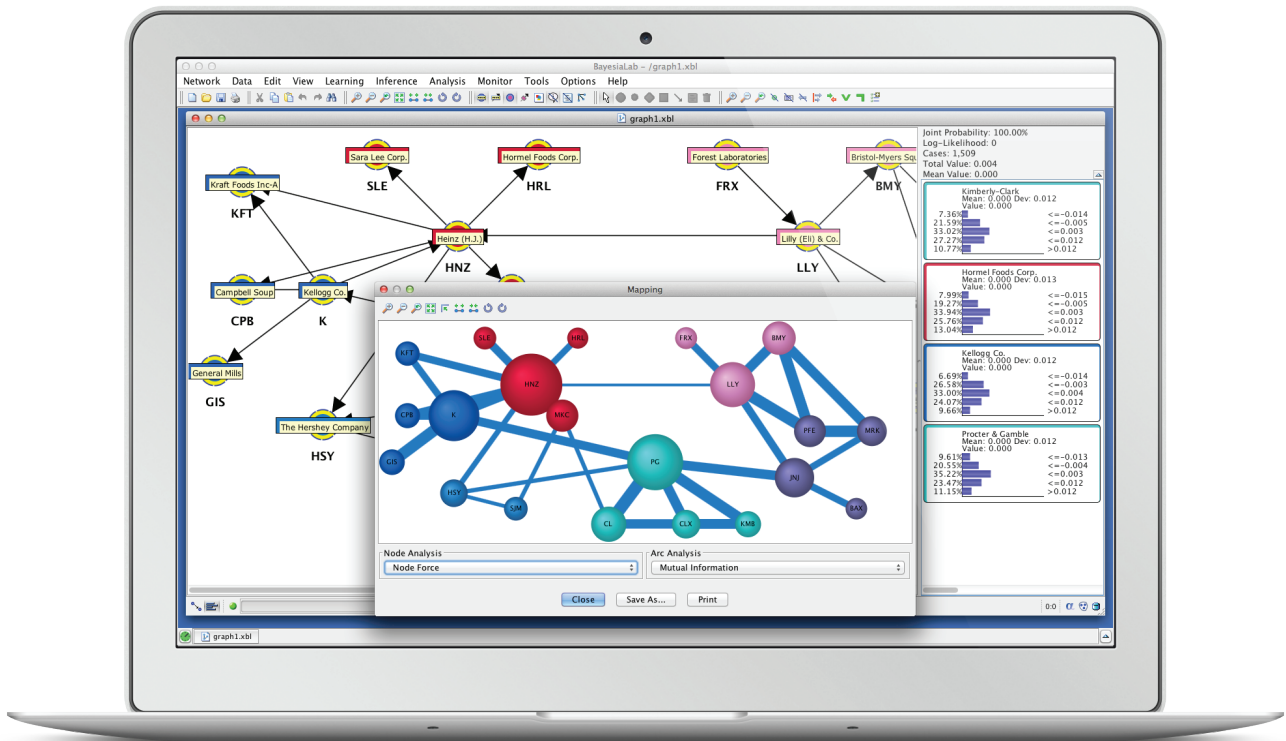 BayesiaLab - /graph1.xbl
Network Data Edit View Learning Inference Analysis Monitor Tools Options Help
graph1.xbl
Sara Lee Corp.
SLE
Hormel Foods Corp.
HRL
Forest Laboratories
FRX
Bristol-Myers Squ
BMY
Kraft Foods Inc-A
KFT
Heinz (H.J.)
HNZ
Lilly (Eli) & Co.
LLY
Campbell Soup
CPB
Kellogg Co.
K
General Mills
GIS
The Hershey Company
HSY
Joint Probability: 100.00%
Log-Likelihood: 0
Cases: 1,509
Total Value: 0.004
Mean Value: 0.000
Kimberly-Clark
Mean: 0.000 Dev: 0.012
Value: 0.000
7.36% <=-0.014
21.59% <=-0.005
33.02% <=0.003
27.27% <=0.012
10.77% >0.012
Hormel Foods Corp.
Mean: 0.000 Dev: 0.013
Value: 0.000
7.99% <=-0.015
19.27% <=-0.005
33.94% <=0.003
25.76% <=0.012
13.04% >0.012
Kellogg Co.
Mean: 0.000 Dev: 0.012
Value: 0.000
6.69% <=-0.014
26.58% <=-0.003
33.00% <=0.004
24.07% <=0.012
9.66% >0.012
Procter & Gamble
Mean: 0.000 Dev: 0.012
Value: 0.000
9.61% <=-0.013
20.55% <=-0.004
35.22% <=0.003
23.47% <=0.012
11.15% >0.012
Mapping
SLE
HRL
FRX
BMY
KFT
HNZ
LLY
CPB
K
MKC
PFE
MRK
GIS
PG
JNJ
HSY
SJM
CL
CLX
KMB
BAX
Node Analysis
Node Force
Arc Analysis
Mutual Information
Close
Save As...
Print
0:0
graph1.xbl